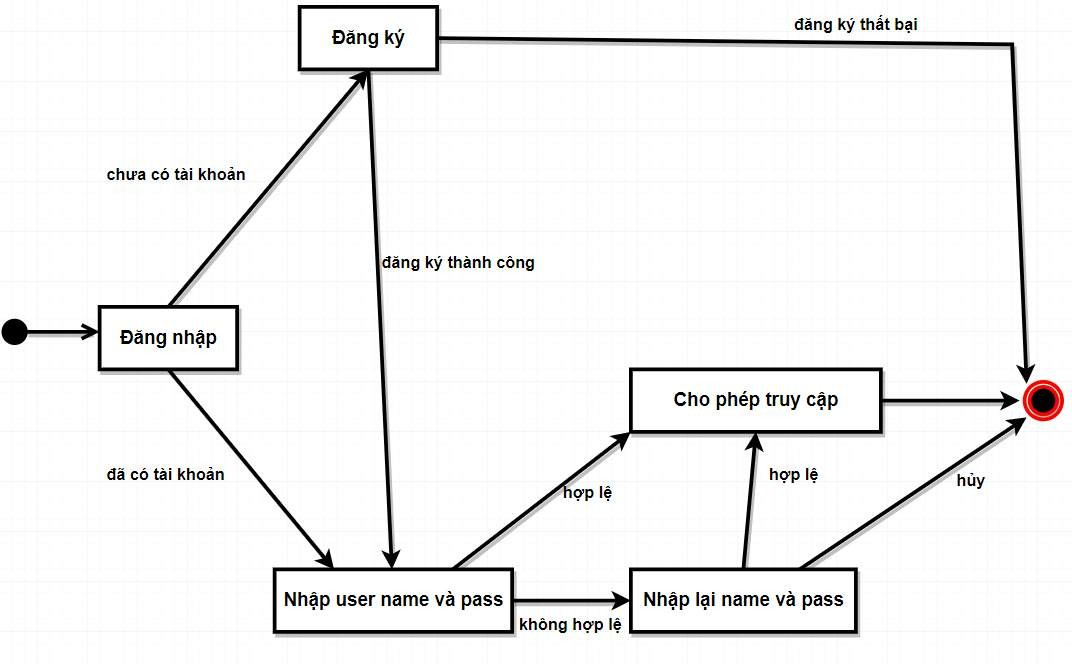 đăng ký thất bại
Đăng ký
chưa có tài khoản
đăng ký thành công
Đăng nhập
Cho phép truy cập
đã có tài khoản
hợp lệ
hợp lệ
hủy
Nhập user name và pass
không hợp lệ
Nhập lại name và pass